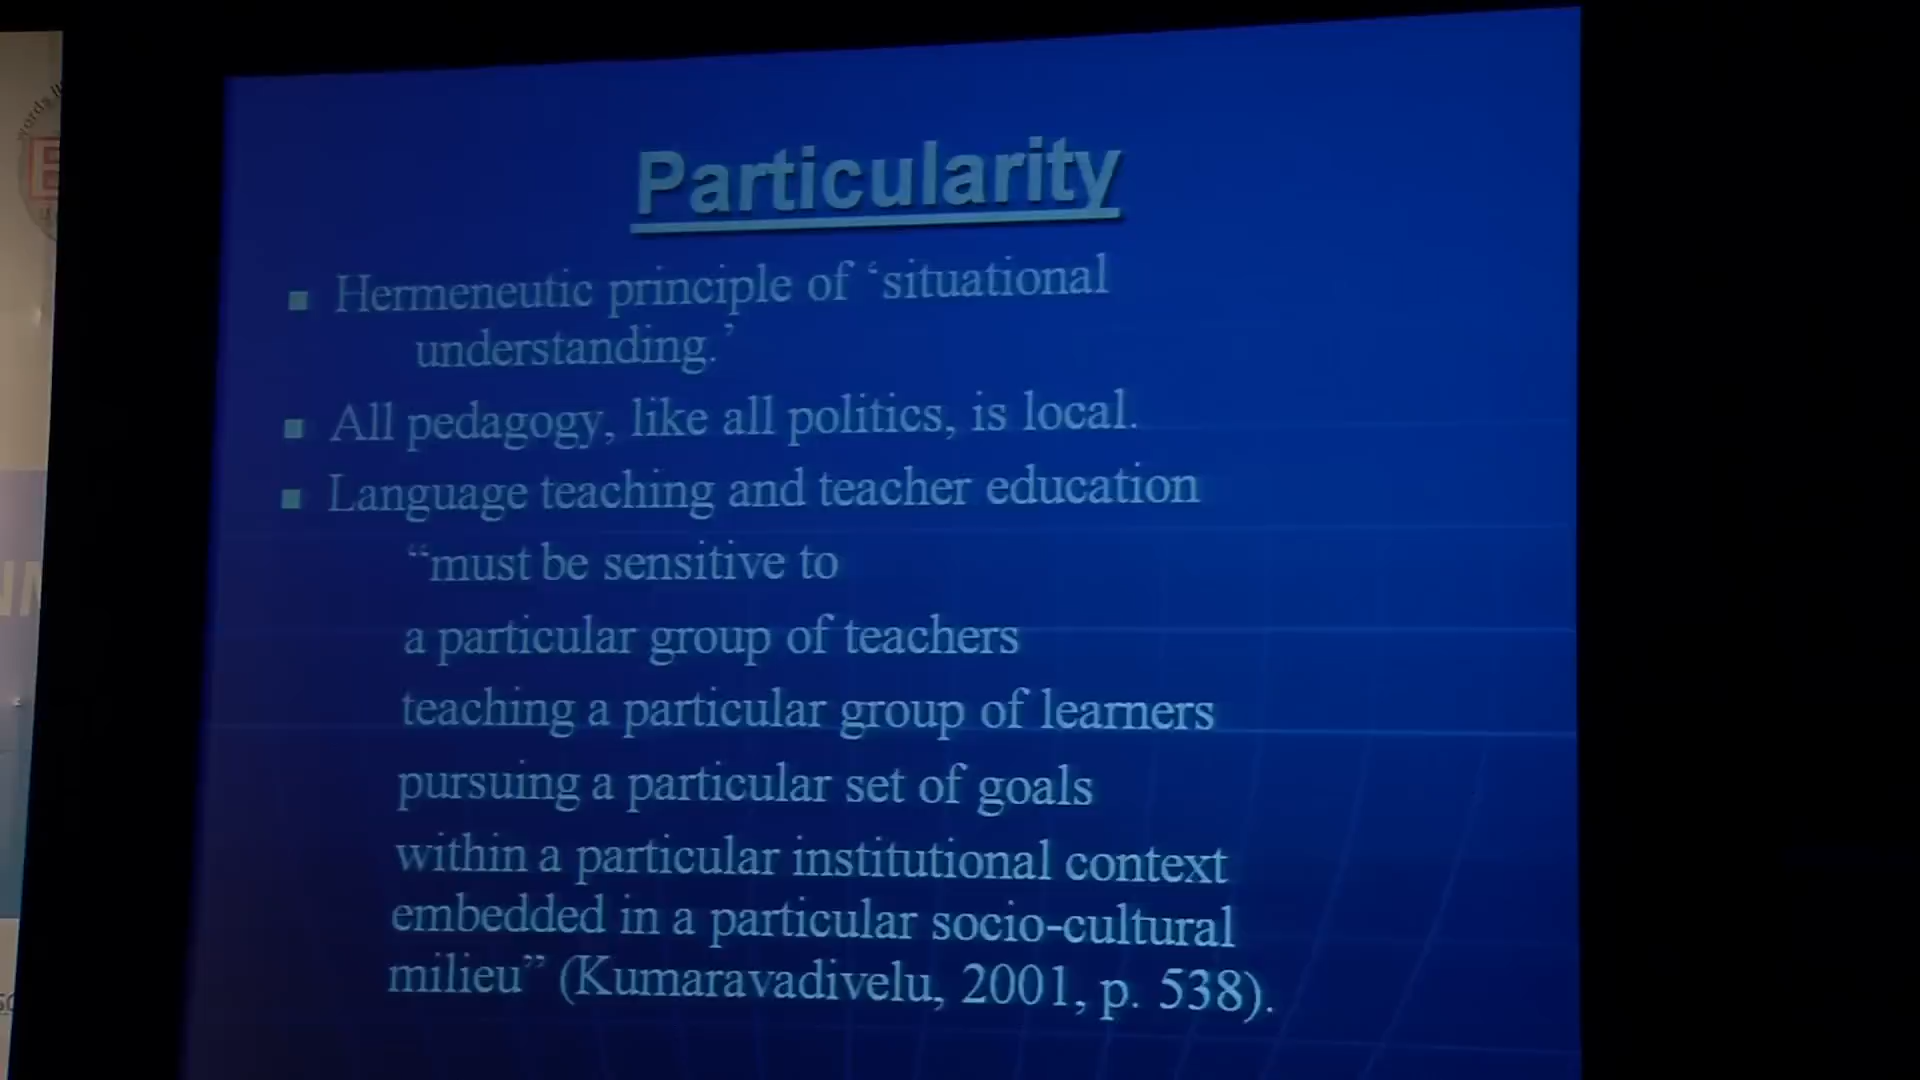 Particularity
Hermeneutic principle of ‘situational
understanding.’
All pedagogy, like all politics, is local.
Language teaching and teacher education
“must be sensitive to
a particular group of teachers
teaching a particular group of learners
pursuing a particular set of goals
within a particular institutional context
embedded in a particular socio-cultural
milieu” (Kumaravadivelu, 2001, p. 538).